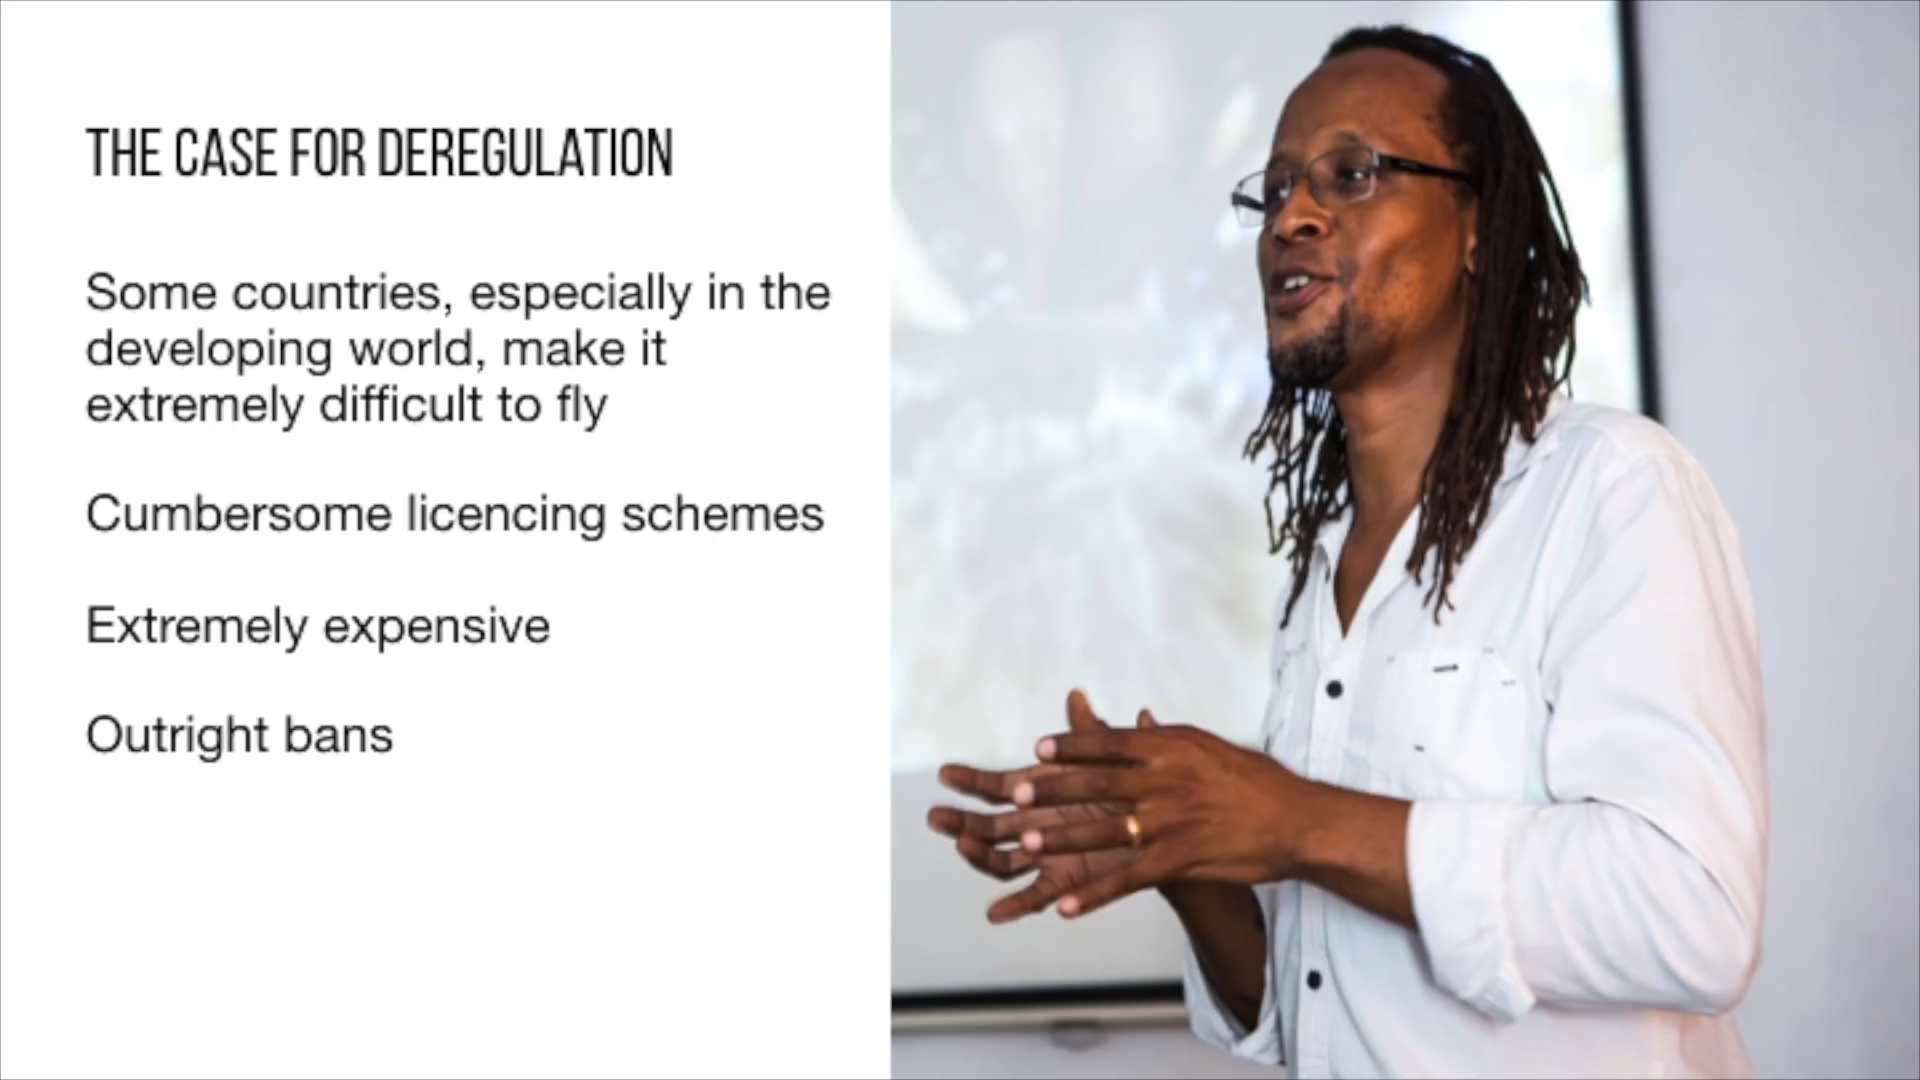 THE CASE FOR DEREGULATION
Some countries, especially in the
developing world, make it
extremely difficult to fly
Cumbersome licencing schemes
Extremely expensive
Outright bans